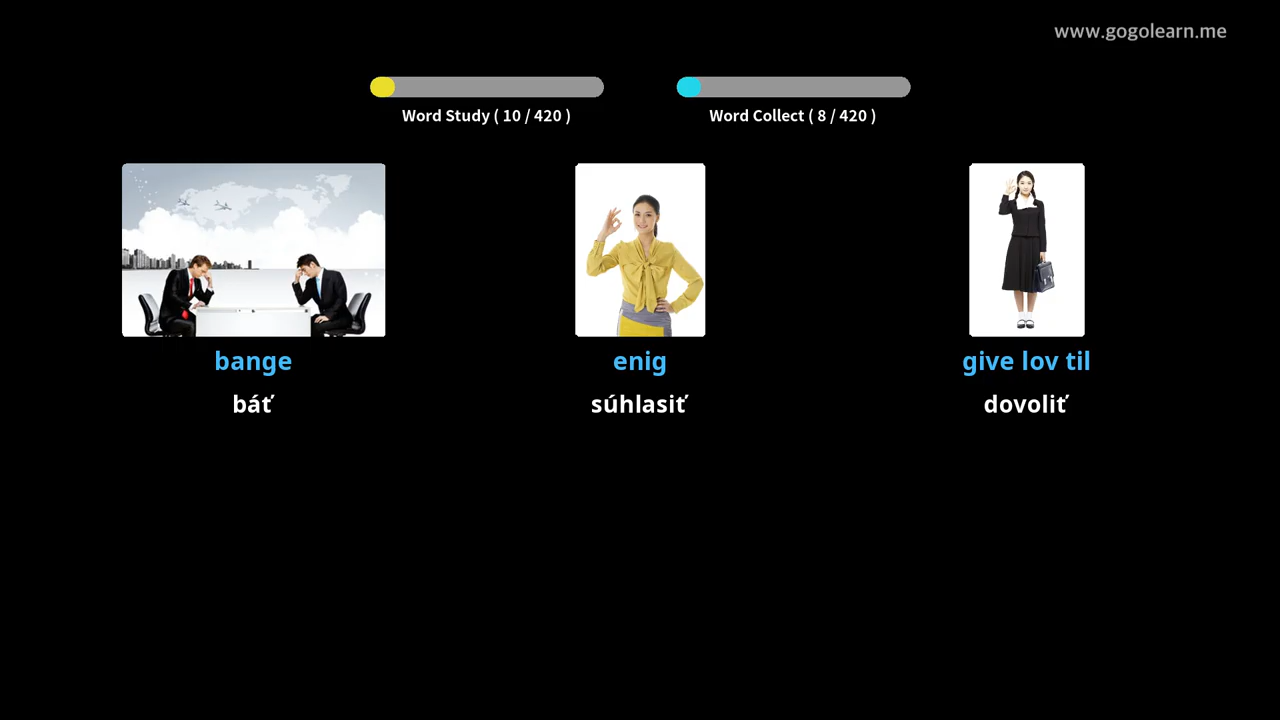 www.gogolearn.me
Word Study ( 10 / 420 )
Word Collect ( 8 / 420 )
bange
enig
give lov til
báť
súhlasiť
dovoliť